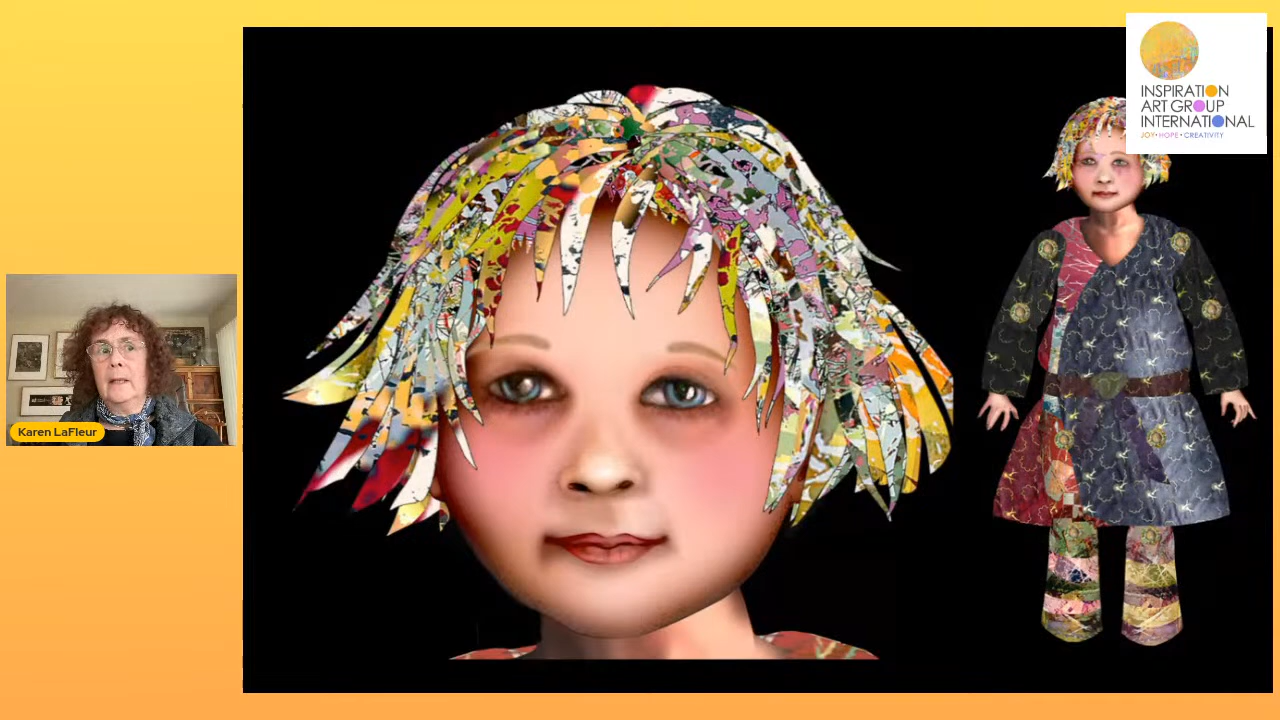 INSPIRATION
ART GROUP
INTERNATIONAL
JOY • HOPE • CREATIVITY
Karen LaFleur